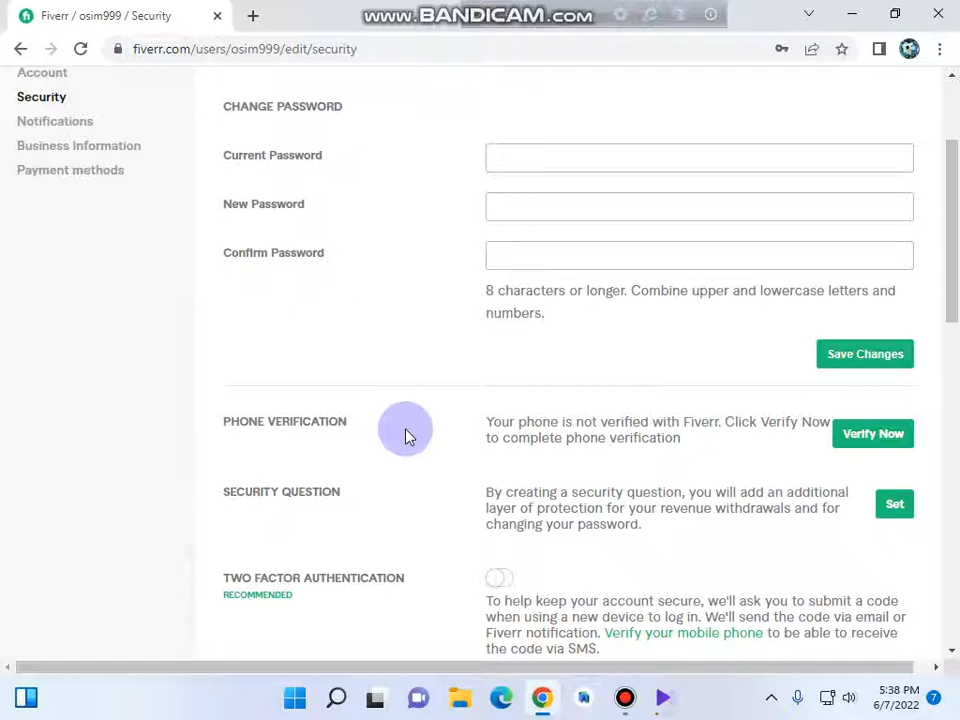 Fiverr / osim999 / Security
www.BANDICAM.com
fiverr.com/users/osim999/edit/security
Account
Security
Notifications
Business Information
Payment methods
CHANGE PASSWORD
Current Password
New Password
Confirm Password
8 characters or longer. Combine upper and lowercase letters and
numbers.
Save Changes
PHONE VERIFICATION
Your phone is not verified with Fiverr. Click Verify Now
to complete phone verification
Verify Now
SECURITY QUESTION
By creating a security question, you will add an additional
layer of protection for your revenue withdrawals and for
changing your password.
Set
TWO FACTOR AUTHENTICATION
RECOMMENDED
To help keep your account secure, we'll ask you to submit a code
when using a new device to log in. We'll send the code via email or
Fiverr notification. Verify your mobile phone to be able to receive
the code via SMS.
5:38 PM
6/7/2022
7